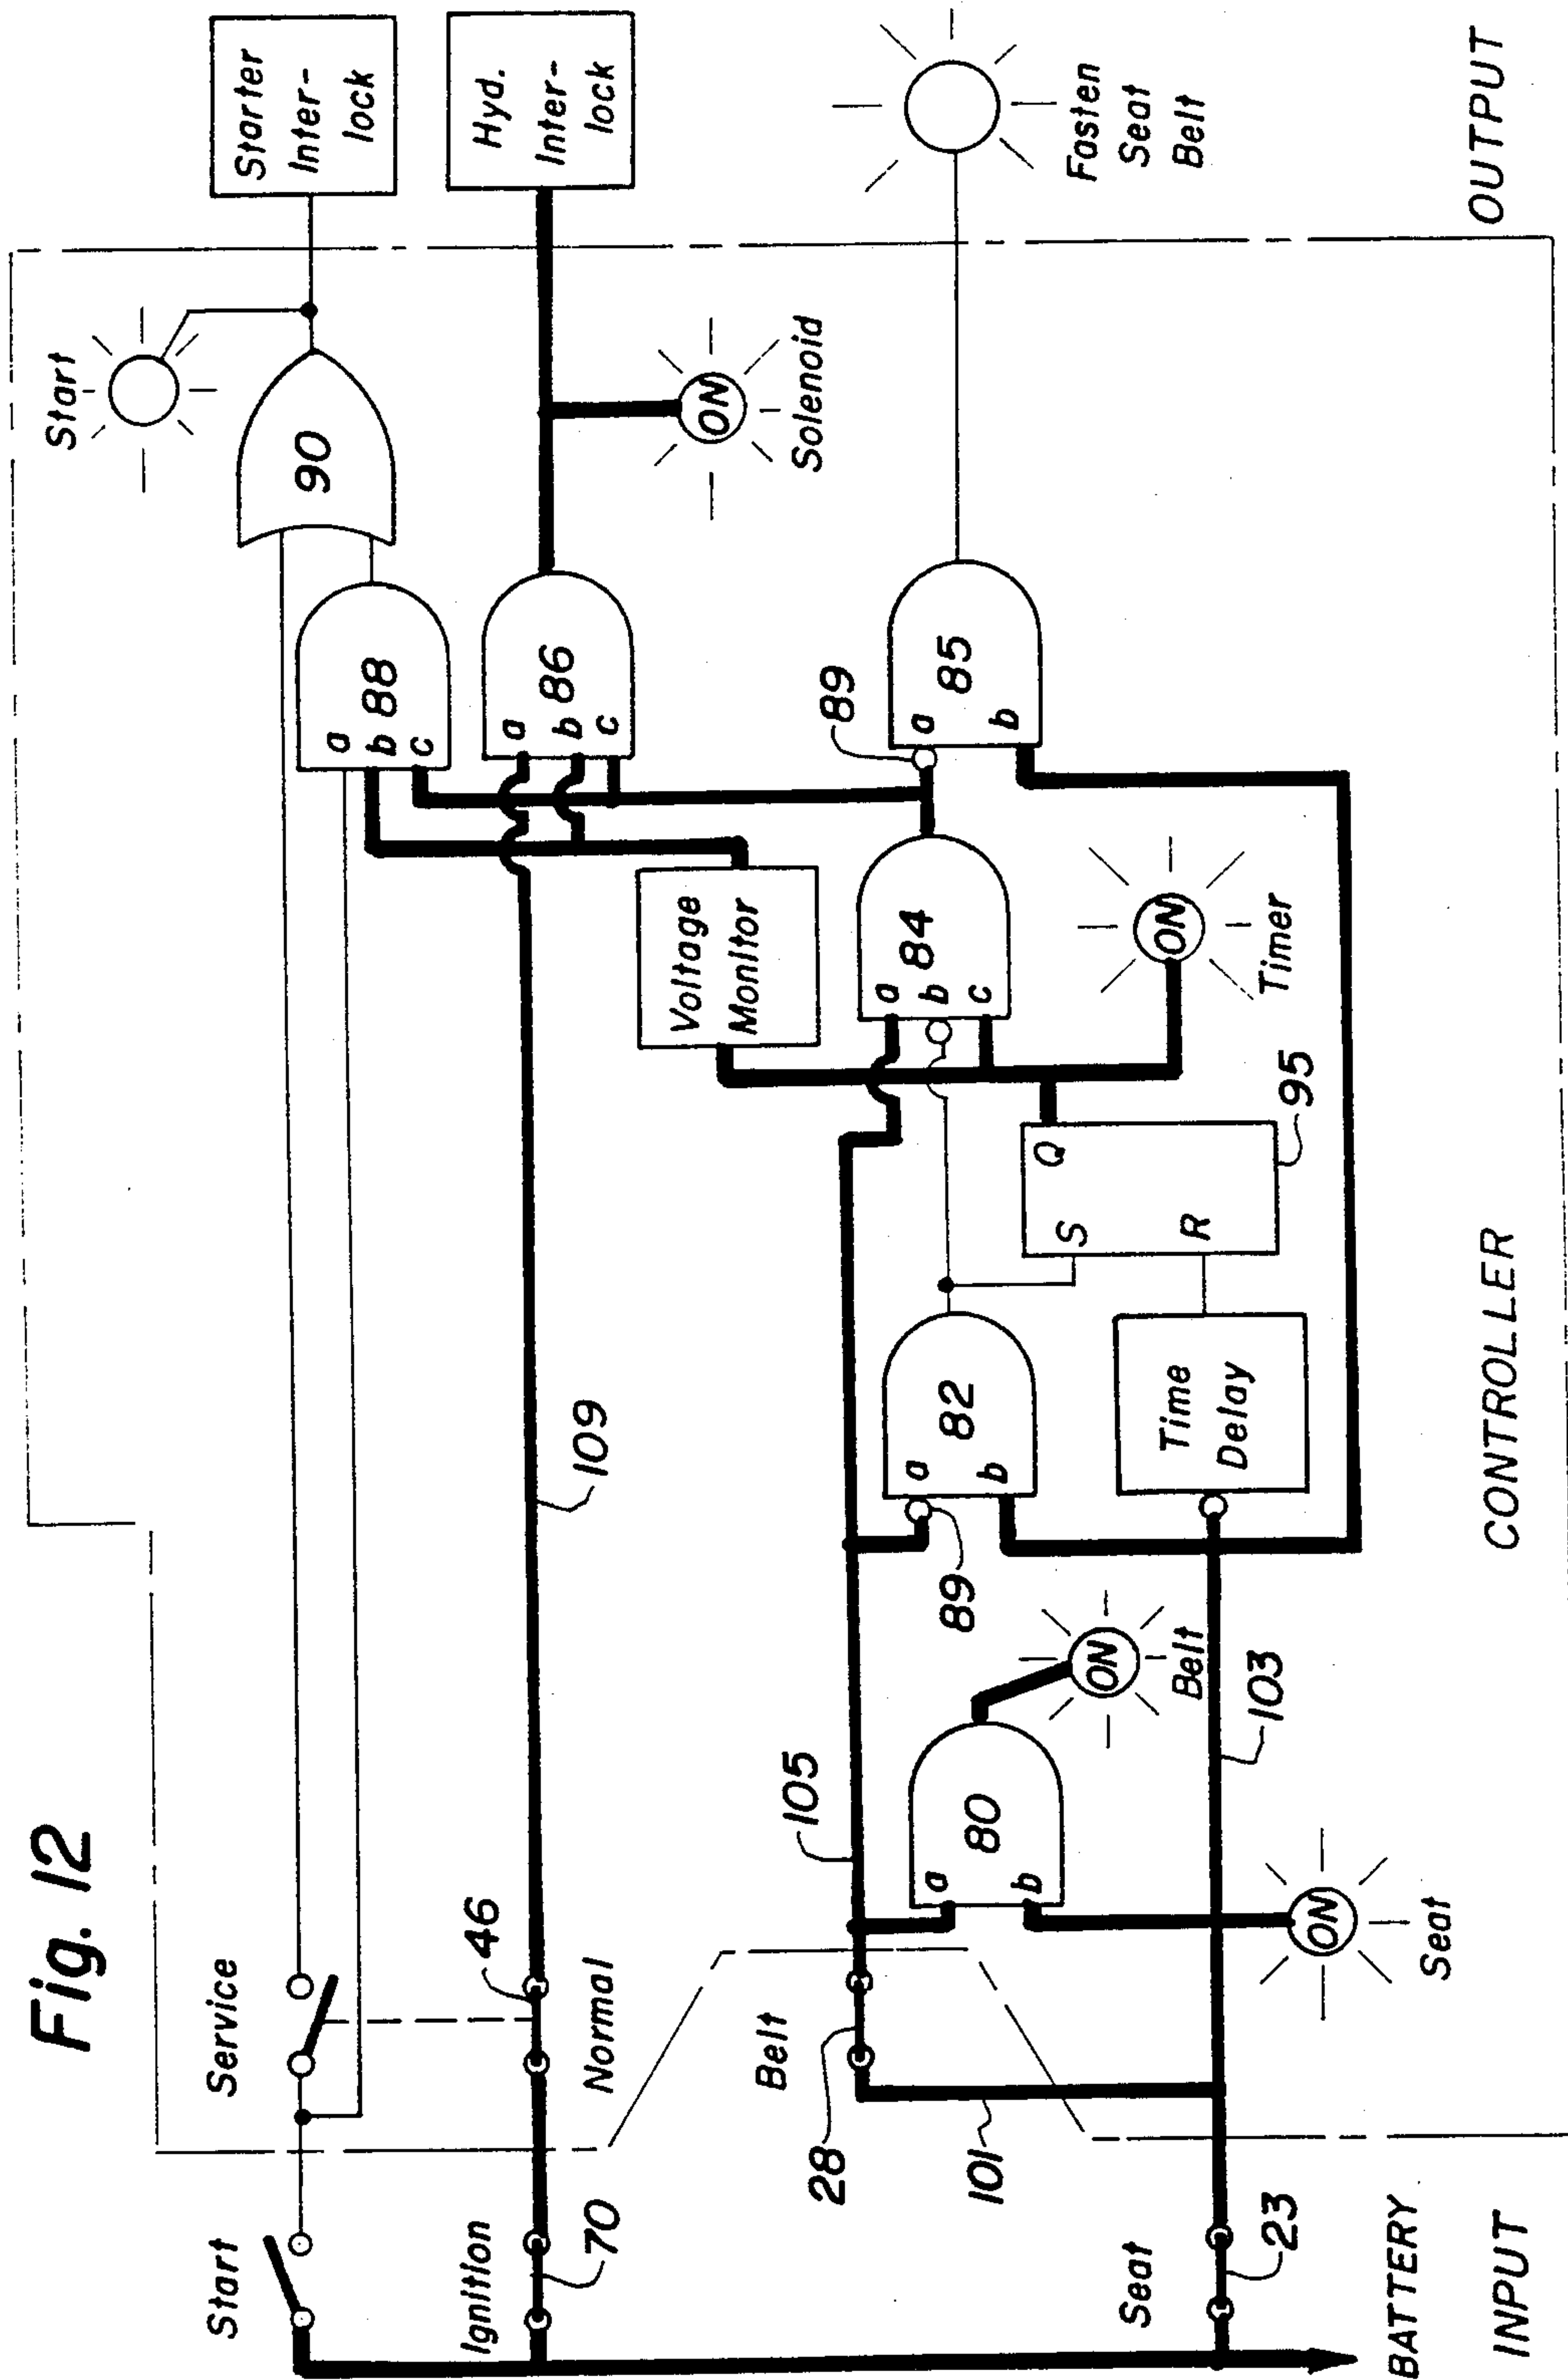 Fig. 12
Start
Service
Start
Starter
Inter-
lock
90
a
b
c
88
Ignition
70
46
Normal
109
a
b
c
86
Hyd.
Inter-
lock
ON
Solenoid
Voltage
Monitor
Belt
28
101
105
a
b
80
ON
Belt
89
a
b
82
a
b
c
84
89
a
b
85
Fasten
Seat
Belt
S
R
Q
95
ON
Timer
Time
Delay
Seat
23
103
ON
Seat
BATTERY
INPUT
CONTROLLER
OUTPUT